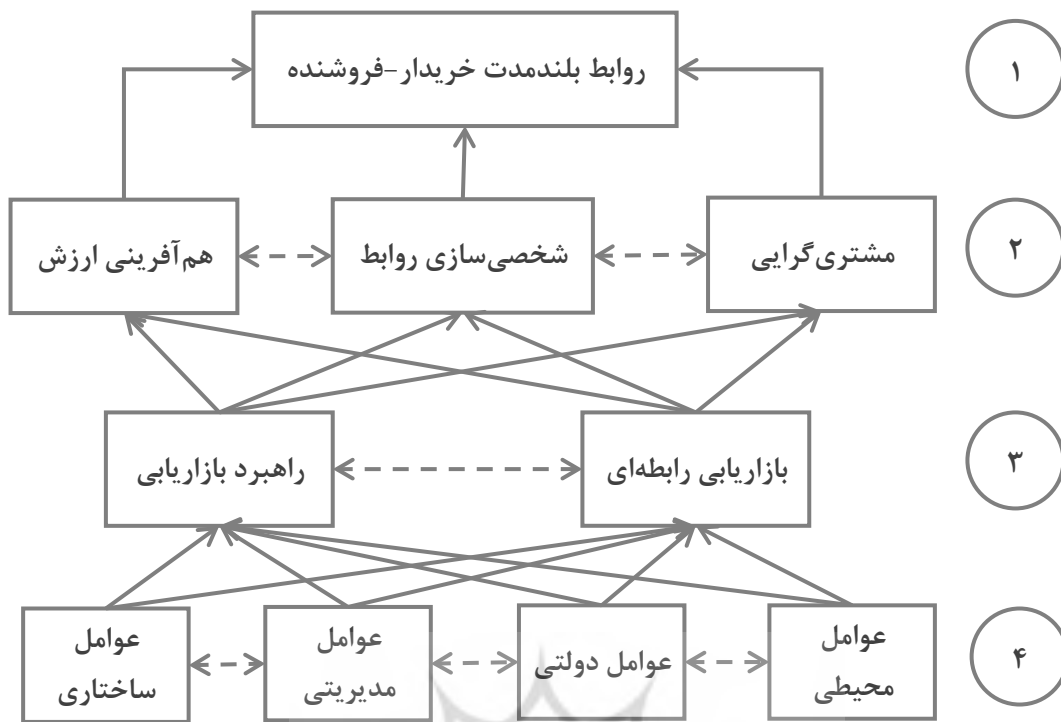 روابط بلندمدت خریدار-فروشنده
۱
مشتری‌گرایی
شخصی‌سازی روابط
هم‌آفرینی ارزش
۲
بازاریابی رابطه‌ای
راهبرد بازاریابی
۳
عوامل
محیطی
عوامل دولتی
عوامل
مدیریتی
عوامل
ساختاری
۴